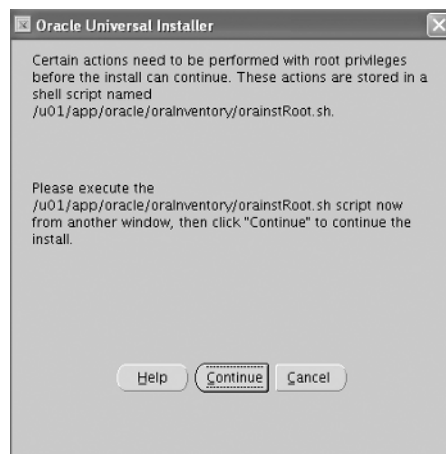 Oracle Universal Installer
Certain actions need to be performed with root privileges
before the install can continue. These actions are stored in a
shell script named
/u01/app/oracle/oraInventory/orainstRoot.sh.
Please execute the
/u01/app/oracle/oraInventory/orainstRoot.sh script now
from another window, then click "Continue" to continue the
install.
Help Continue Cancel